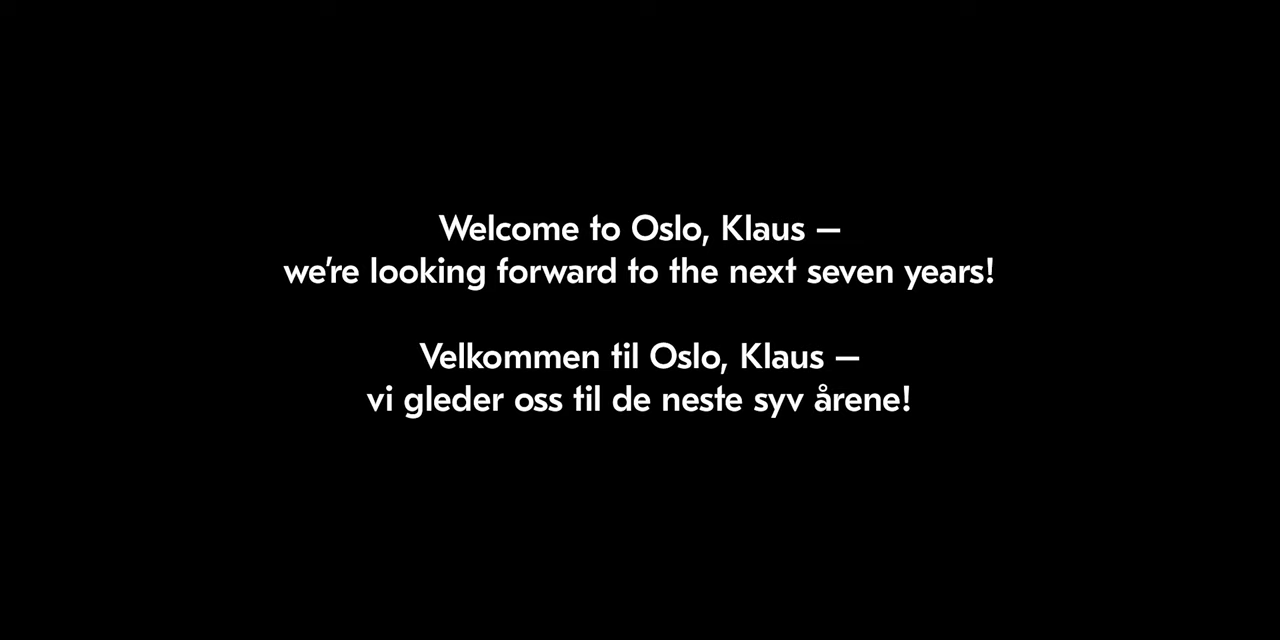 Welcome to Oslo, Klaus –
we’re looking forward to the next seven years!
Velkommen til Oslo, Klaus –
vi gleder oss til de neste syv årene!